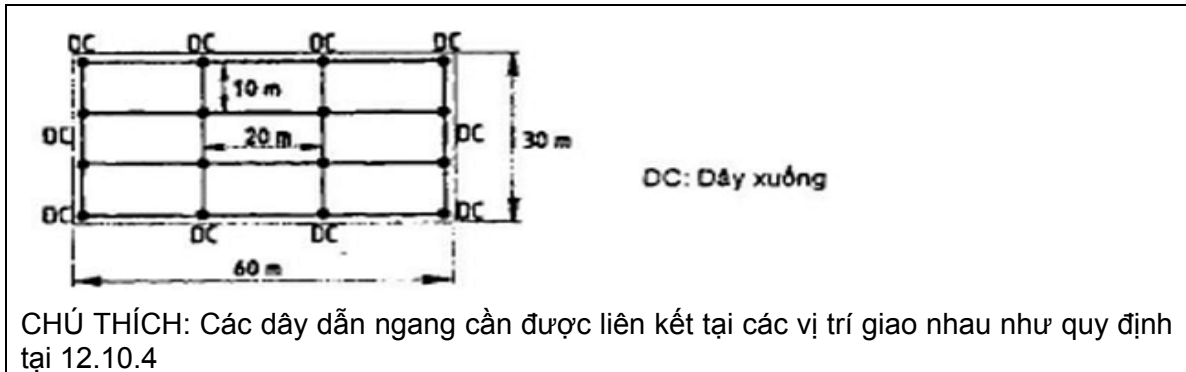 DC DC DC DC
10 m
DC 20 m DC 30 m
DC: Dây xuống
DC DC
DC DC
60 m
CHÚ THÍCH: Các dây dẫn ngang cần được liên kết tại các vị trí giao nhau như quy định
tại 12.10.4